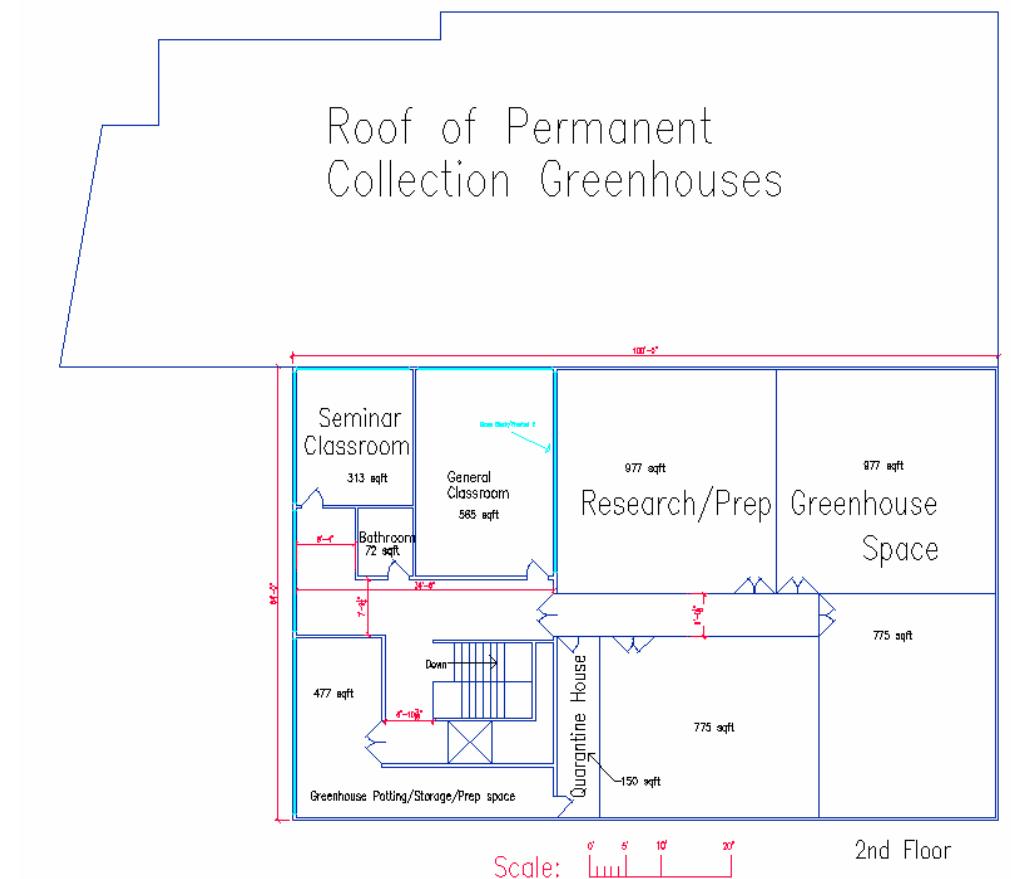 Roof of Permanent
Collection Greenhouses
100'-0"
Seminar
Classroom
313 sqft
General
Classroom
565 sqft
977 sqft
977 sqft
Research/Prep Greenhouse
Space
Bathroom
72 sqft
775 sqft
Down
477 sqft
Quarantine House
775 sqft
150 sqft
Greenhouse Potting/Storage/Prep space
2nd Floor
Scale:
0' 5' 10' 20'